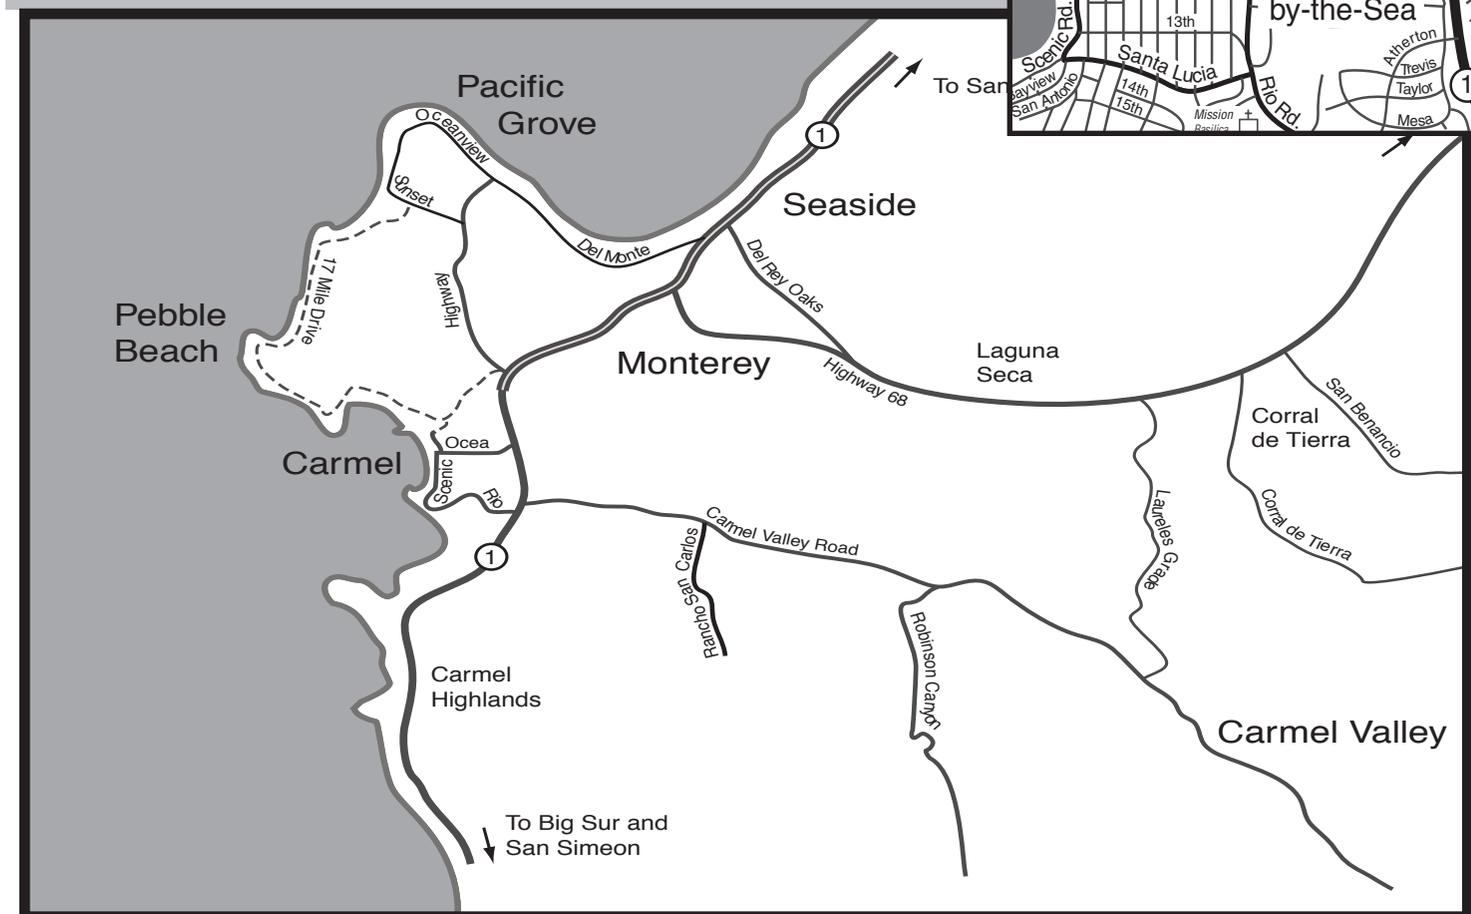 by-the-Sea
13th
Scenic Rd.
Santa Lucia
Atherton
Trevis
Taylor
Mesa
14th
15th
San Antonio
Mission
Basilica
Rio Rd.
1
To San
Pacific
Grove
Oceanview
Sunset
1
Seaside
Del Monte
Del Rey Oaks
17 Mile Drive
Highway
Pebble
Beach
Monterey
Highway 68
Laguna
Seca
Corral
de Tierra
San Benancio
Carmel
Ocea
Scenic
Rio
Laureles Grade
Corral de Tierra
Carmel Valley Road
Rancho San Carlos
1
Robinson Canyon
Carmel
Highlands
Carmel Valley
To Big Sur and
San Simeon